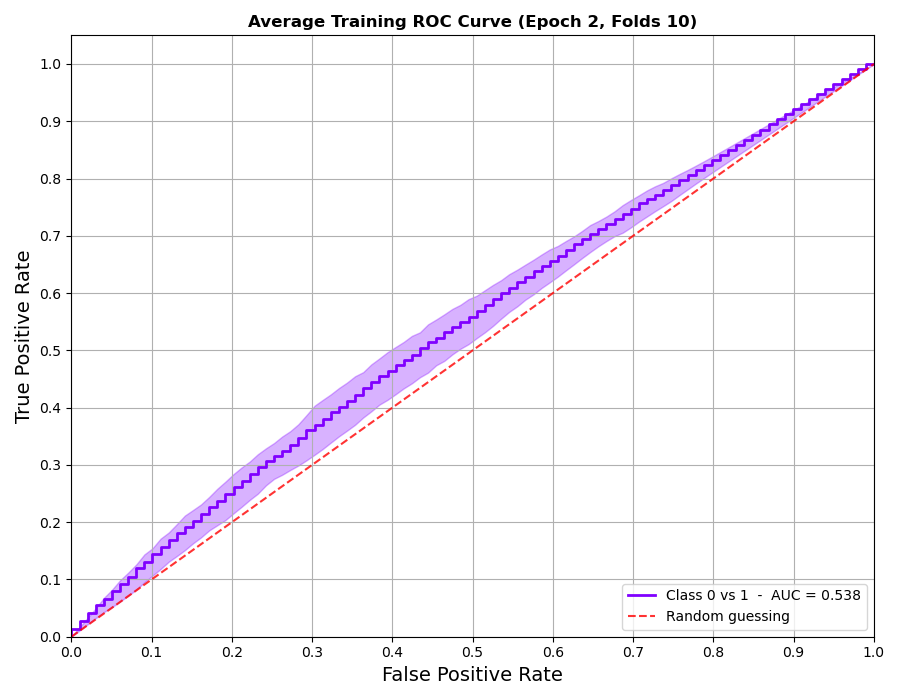 Average Training ROC Curve (Epoch 2, Folds 10)
True Positive Rate
1.0
0.9
0.8
0.7
0.6
0.5
0.4
0.3
0.2
0.1
0.0
Class 0 vs 1 - AUC = 0.538
Random guessing
0.0 0.1 0.2 0.3 0.4 0.5 0.6 0.7 0.8 0.9 1.0
False Positive Rate